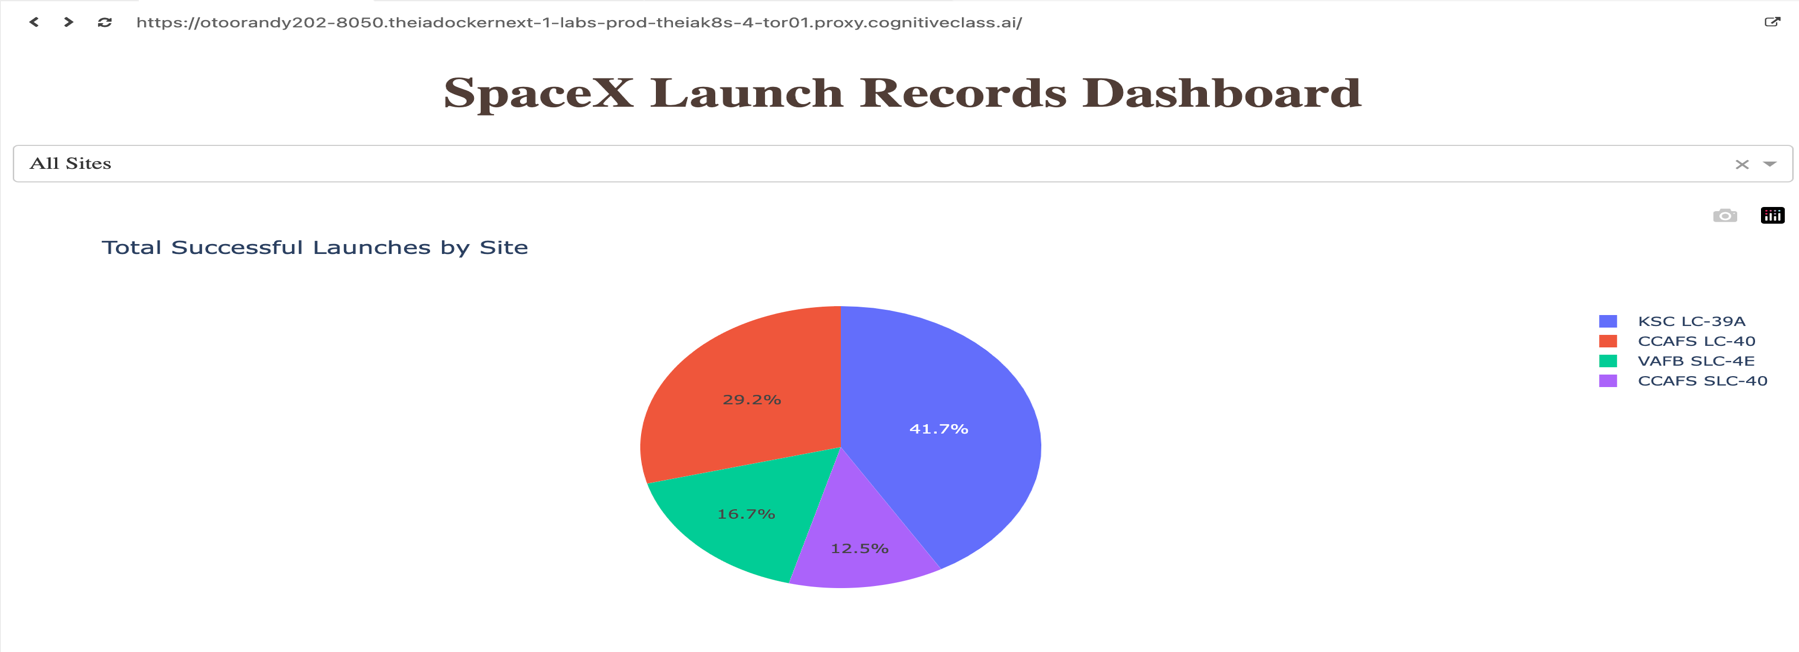 https://otoorandy202-8050.theiadockernext-1-labs-prod-theiak8s-4-tor01.proxy.cognitiveclass.ai/
SpaceX Launch Records Dashboard
All Sites
Total Successful Launches by Site
KSC LC-39A
CCAFS LC-40
VAFB SLC-4E
CCAFS SLC-40
29.2%
41.7%
16.7%
12.5%